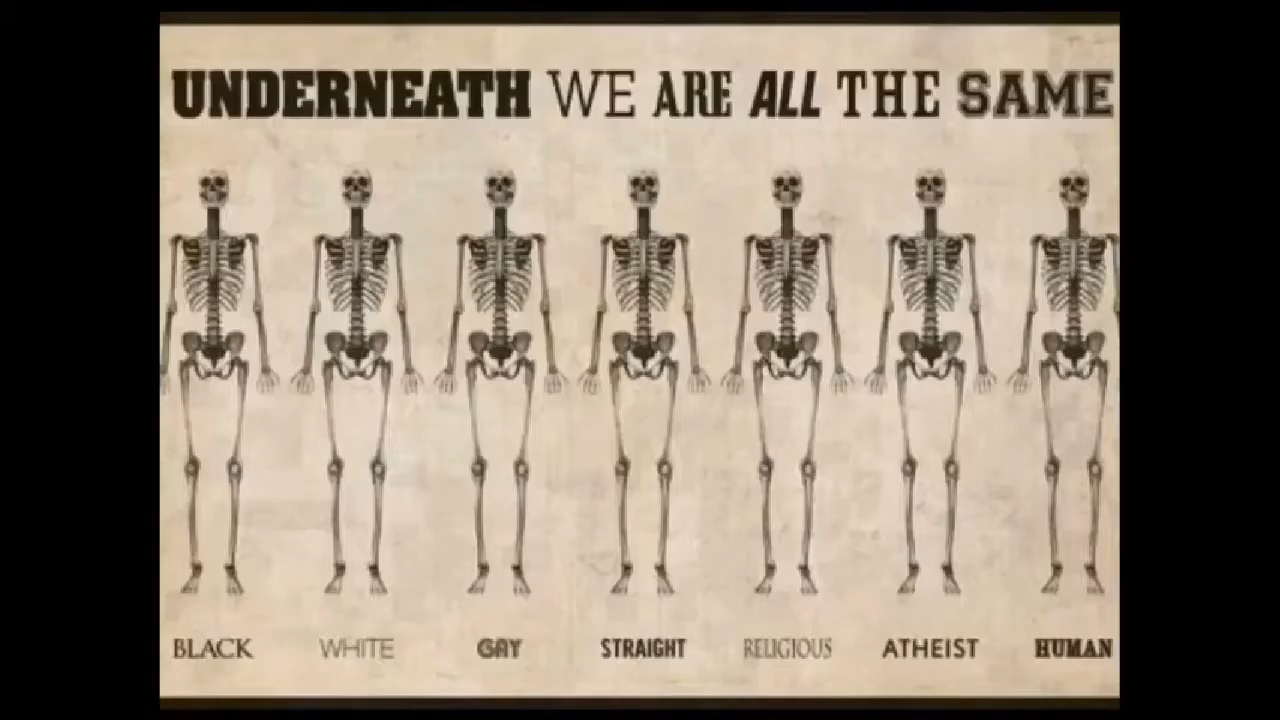 UNDERNEATH WE ARE ALL THE SAME
BLACK WHITE GAY STRAIGHT RELIGIOUS ATHEIST HUMAN